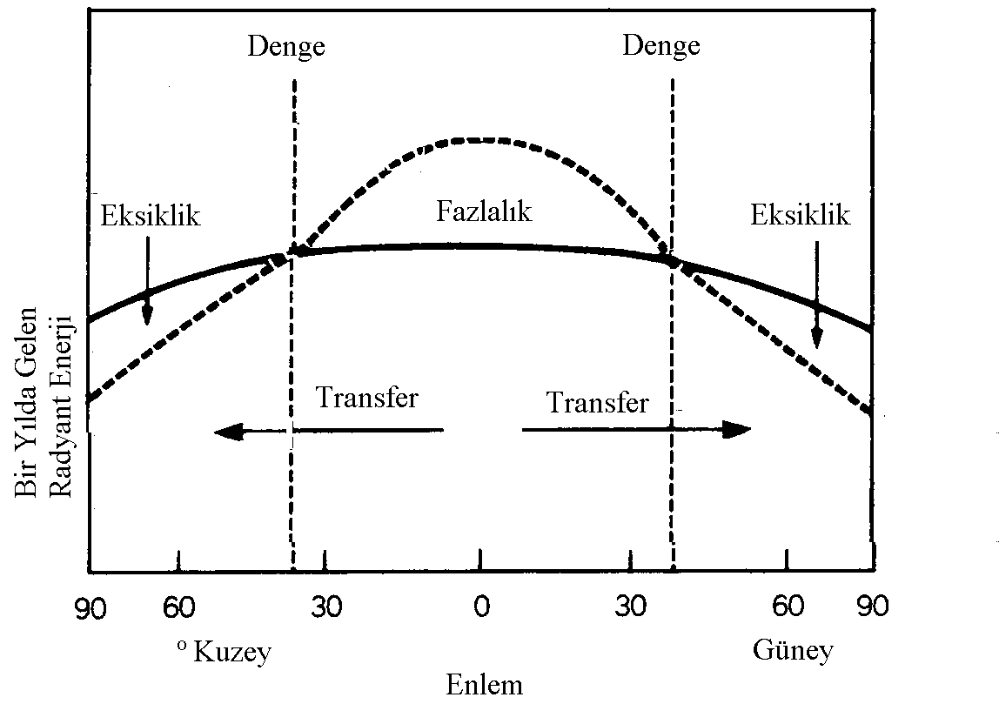 Denge
Denge
Eksiklik
Fazlalık
Eksiklik
Bir Yılda Gelen
Radyant Enerji
Transfer
Transfer
90 60 30 0 30 60 90
° Kuzey
Güney
Enlem